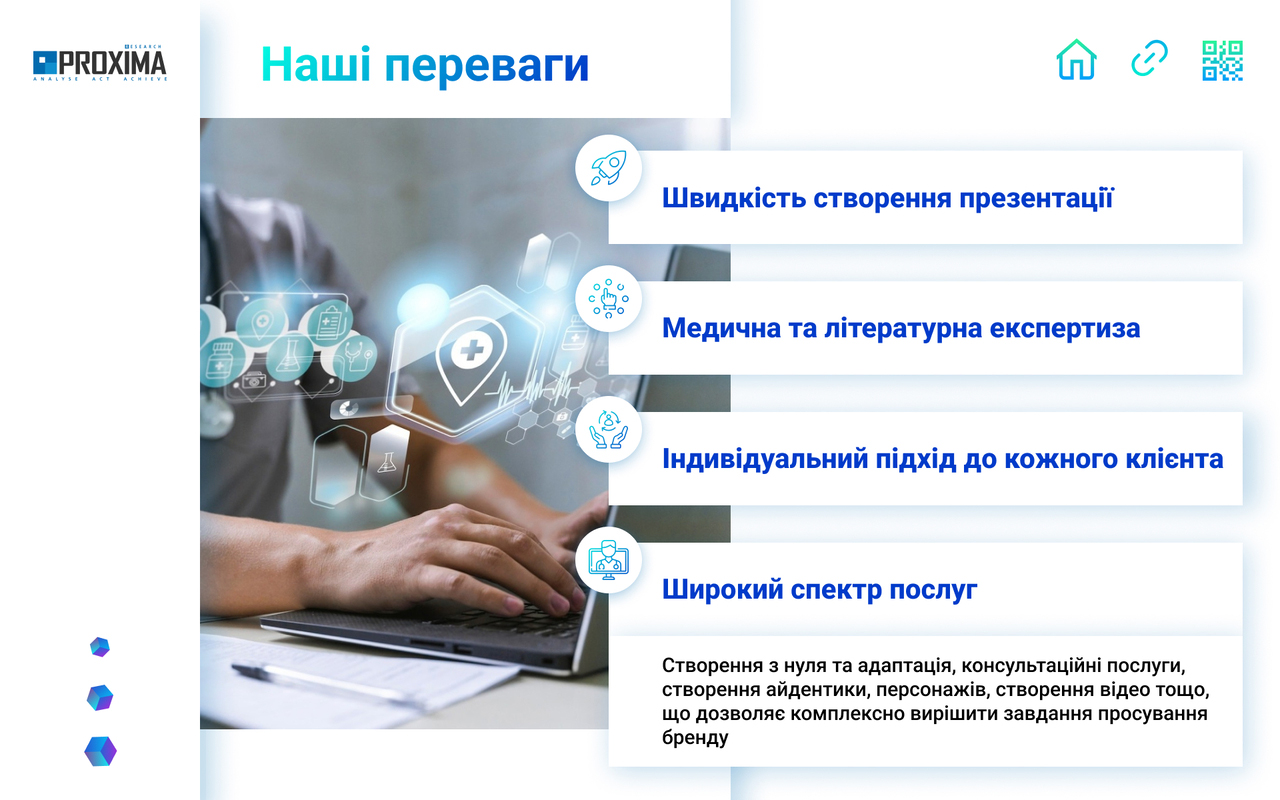 RESEARCH
PROXIMA
ANALYSE ACT ACHIEVE
Наші переваги
Швидкість створення презентації
Медична та літературна експертиза
Індивідуальний підхід до кожного клієнта
Широкий спектр послуг
Створення з нуля та адаптація, консультаційні послуги,
створення айдентики, персонажів, створення відео тощо,
що дозволяє комплексно вирішити завдання просування
бренду